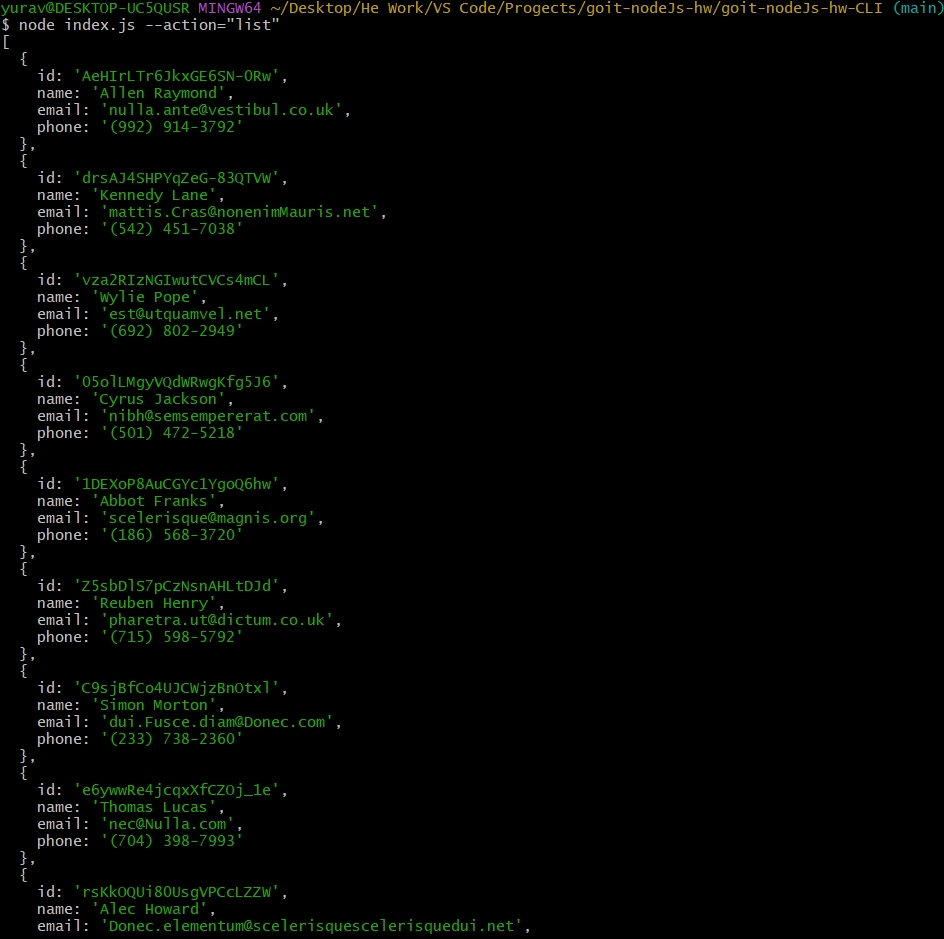 yurav@DESKTOP-UC5QUSR MINGW64 ~/Desktop/He Work/VS Code/Progects/goit-nodeJs-hw/goit-nodeJs-hw-CLI (main)
$ node index.js --action="list"
[
  {
    id: 'AeHIrLTr6JkxGE6SN-0Rw',
    name: 'Allen Raymond',
    email: 'nulla.ante@vestibul.co.uk',
    phone: '(992) 914-3792'
  },
  {
    id: 'drsAJ4SHPYqZeG-83QTVW',
    name: 'Kennedy Lane',
    email: 'mattis.Cras@nonenimMauris.net',
    phone: '(542) 451-7038'
  },
  {
    id: 'vza2RIzNGIwutCVCs4mCL',
    name: 'Wylie Pope',
    email: 'est@utquamvel.net',
    phone: '(692) 802-2949'
  },
  {
    id: '05olLMgyVQdWRwgKfg5J6',
    name: 'Cyrus Jackson',
    email: 'nibh@semsempererat.com',
    phone: '(501) 472-5218'
  },
  {
    id: '1DEXoP8AuCGYc1YgoQ6hw',
    name: 'Abbot Franks',
    email: 'scelerisque@magnis.org',
    phone: '(186) 568-3720'
  },
  {
    id: 'Z5sbDlS7pCzNsnAHLtDJd',
    name: 'Reuben Henry',
    email: 'pharetra.ut@dictum.co.uk',
    phone: '(715) 598-5792'
  },
  {
    id: 'C9sjBfCo4UJCWjzBnOtxl',
    name: 'Simon Morton',
    email: 'dui.Fusce.diam@Donec.com',
    phone: '(233) 738-2360'
  },
  {
    id: 'e6ywwRe4jcqxXfCZOj_1e',
    name: 'Thomas Lucas',
    email: 'nec@Nulla.com',
    phone: '(704) 398-7993'
  },
  {
    id: 'rsKkOQUi80UsgVPCcLZZW',
    name: 'Alec Howard',
    email: 'Donec.elementum@scelerisquescelerisquedui.net',